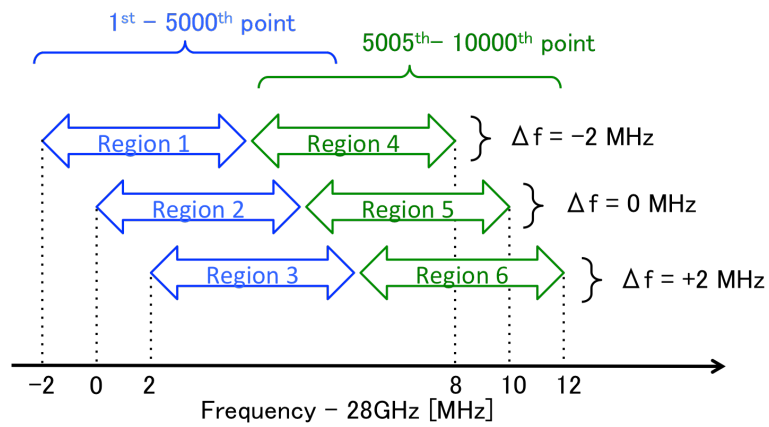 1st – 5000th point
5005th– 10000th point
Region 1 Region 4 Δf = −2 MHz
Region 2 Region 5 Δf = 0 MHz
Region 3 Region 6 Δf = +2 MHz
−2 0 2 8 10 12
Frequency − 28GHz [MHz]